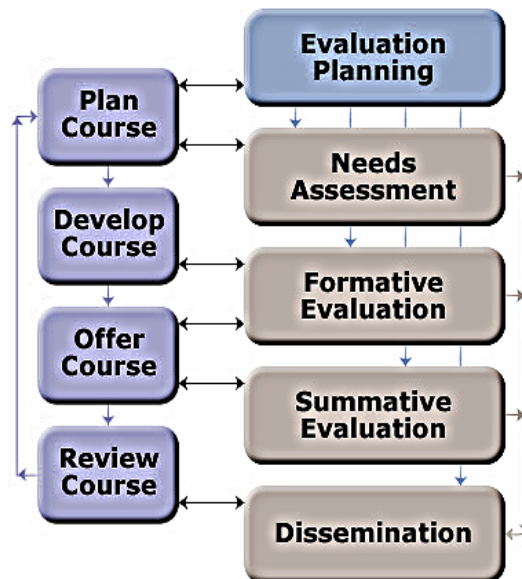 Evaluation
Planning
Plan
Course
Needs
Assessment
Develop
Course
Formative
Evaluation
Offer
Course
Summative
Evaluation
Review
Course
Dissemination